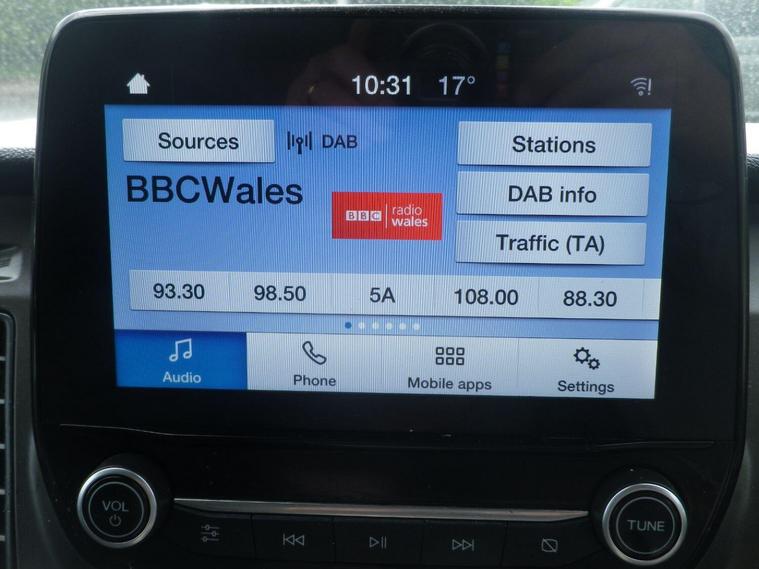 10:31 17°
Sources DAB Stations
BBCWales
BBC radio wales
DAB info
Traffic (TA)
93.30 98.50 5A 108.00 88.30
Audio Phone Mobile apps Settings
VOL TUNE